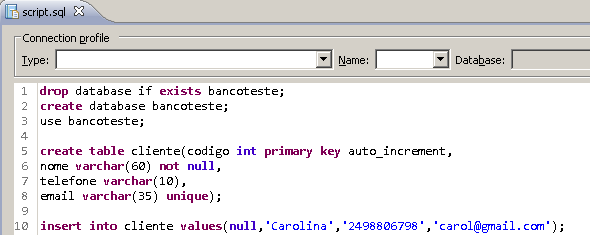 script.sql
Connection profile
Type: Name: Database:
1 drop database if exists bancoteste;
2 create database bancoteste;
3 use bancoteste;
4
5 create table cliente(codigo int primary key auto_increment,
6 nome varchar(60) not null,
7 telefone varchar(10),
8 email varchar(35) unique);
9
10 insert into cliente values(null,'Carolina','2498806798','carol@gmail.com');